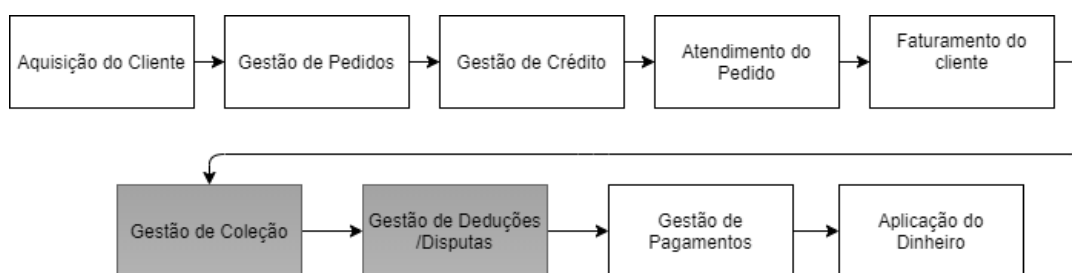 Aquisição do Cliente
Gestão de Pedidos
Gestão de Crédito
Atendimento do
Pedido
Faturamento do
cliente
Gestão de Coleção
Gestão de Deduções
/Disputas
Gestão de
Pagamentos
Aplicação do
Dinheiro